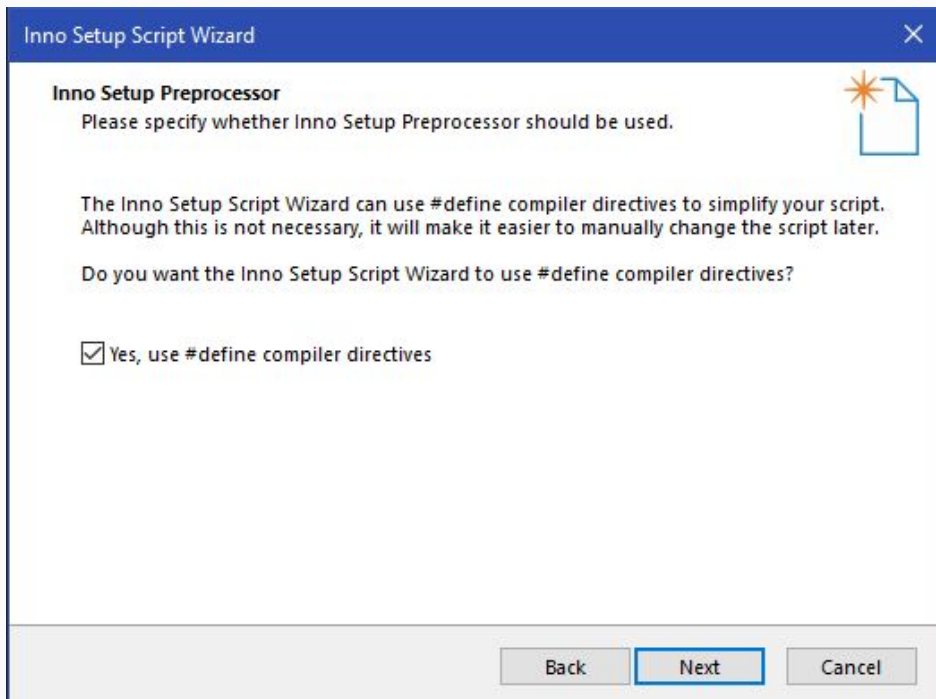 Inno Setup Script Wizard
Inno Setup Preprocessor
Please specify whether Inno Setup Preprocessor should be used.
The Inno Setup Script Wizard can use #define compiler directives to simplify your script.
Although this is not necessary, it will make it easier to manually change the script later.
Do you want the Inno Setup Script Wizard to use #define compiler directives?
Yes, use #define compiler directives
Back Next Cancel